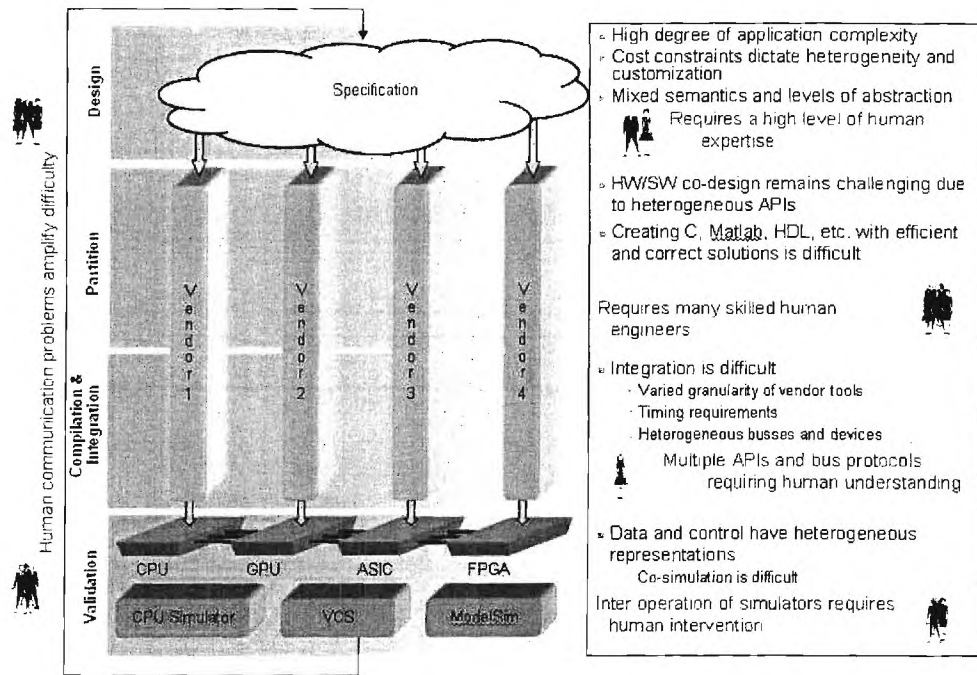 Human communication problems amplify difficulty
Design
Partition
Compilation &
Integration
Validation
Specification
Vendor 1
Vendor 2
Vendor 3
Vendor 4
CPU
GPU
ASIC
FPGA
CPU Simulator
VCS
ModelSim
High degree of application complexity
Cost constraints dictate heterogeneity and
customization
Mixed semantics and levels of abstraction
Requires a high level of human
expertise
HW/SW co-design remains challenging due
to heterogeneous APIs
Creating C, Matlab, HDL, etc. with efficient
and correct solutions is difficult
Requires many skilled human
engineers
Integration is difficult
· Varied granularity of vendor tools
· Timing requirements
· Heterogeneous busses and devices
Multiple APIs and bus protocols
requiring human understanding
Data and control have heterogeneous
representations
Co-simulation is difficult
Inter operation of simulators requires
human intervention